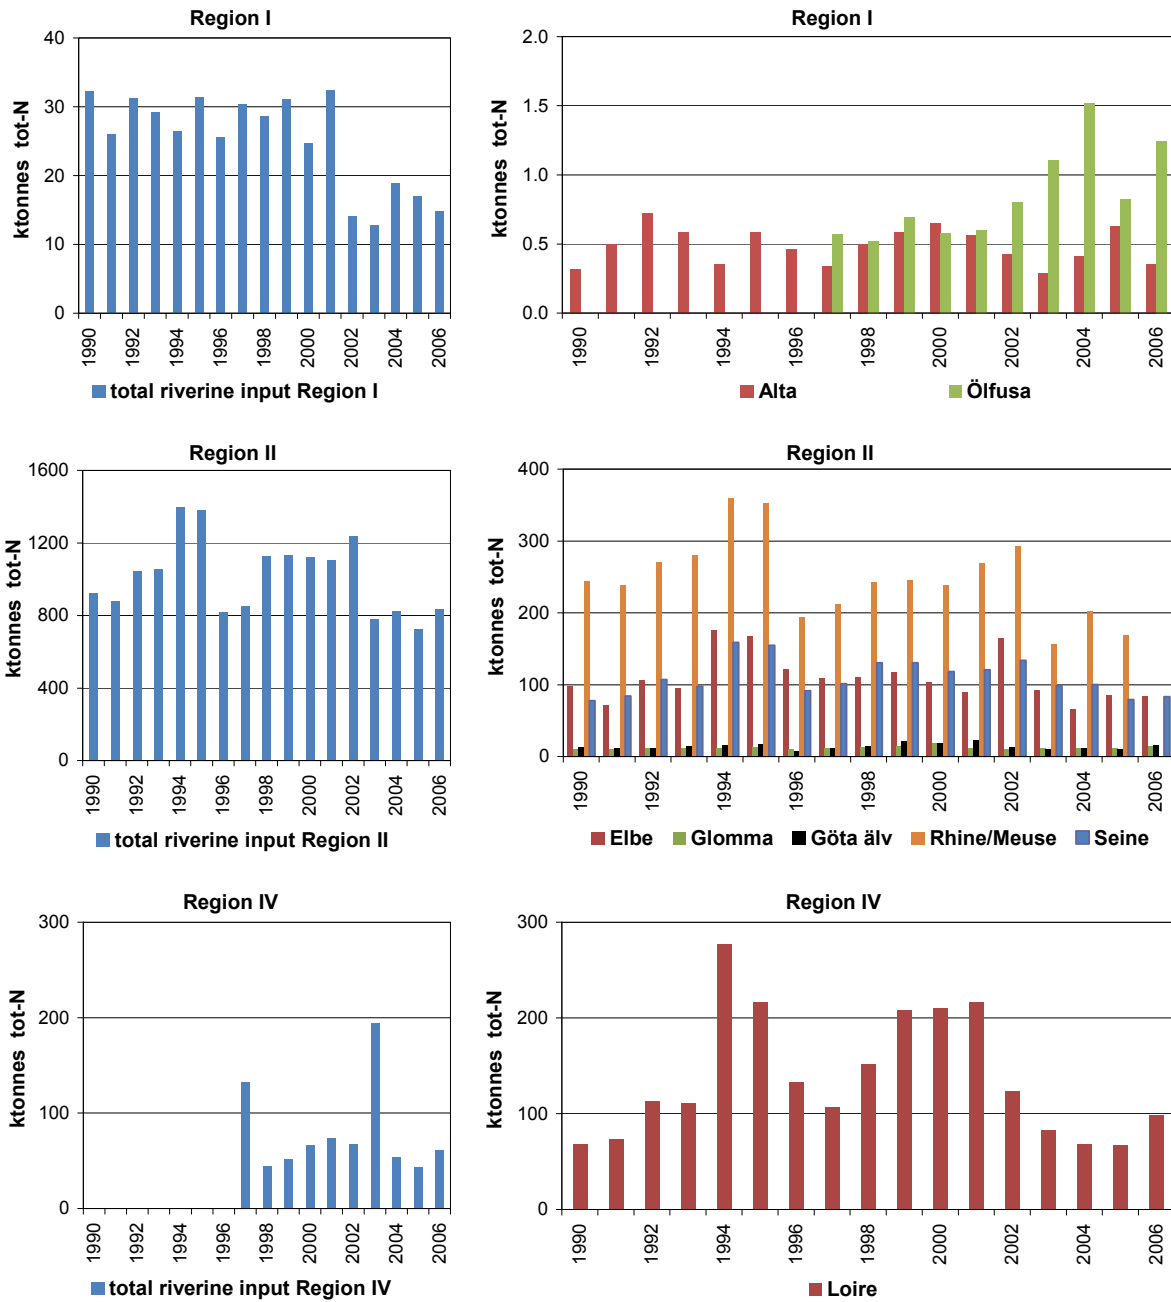 Region I
ktonnes tot-N
40
30
20
10
0
1990 1992 1994 1996 1998 2000 2002 2004 2006
total riverine input Region I
Region I
ktonnes tot-N
2.0
1.5
1.0
0.5
0.0
1990 1992 1994 1996 1998 2000 2002 2004 2006
Alta Ölfusa
Region II
ktonnes tot-N
1600
1200
800
400
0
1990 1992 1994 1996 1998 2000 2002 2004 2006
total riverine input Region II
Region II
ktonnes tot-N
400
300
200
100
0
1990 1992 1994 1996 1998 2000 2002 2004 2006
Elbe Glomma Göta älv Rhine/Meuse Seine
Region IV
ktonnes tot-N
300
200
100
0
1990 1992 1994 1996 1998 2000 2002 2004 2006
total riverine input Region IV
Region IV
ktonnes tot-N
300
200
100
0
1990 1992 1994 1996 1998 2000 2002 2004 2006
Loire